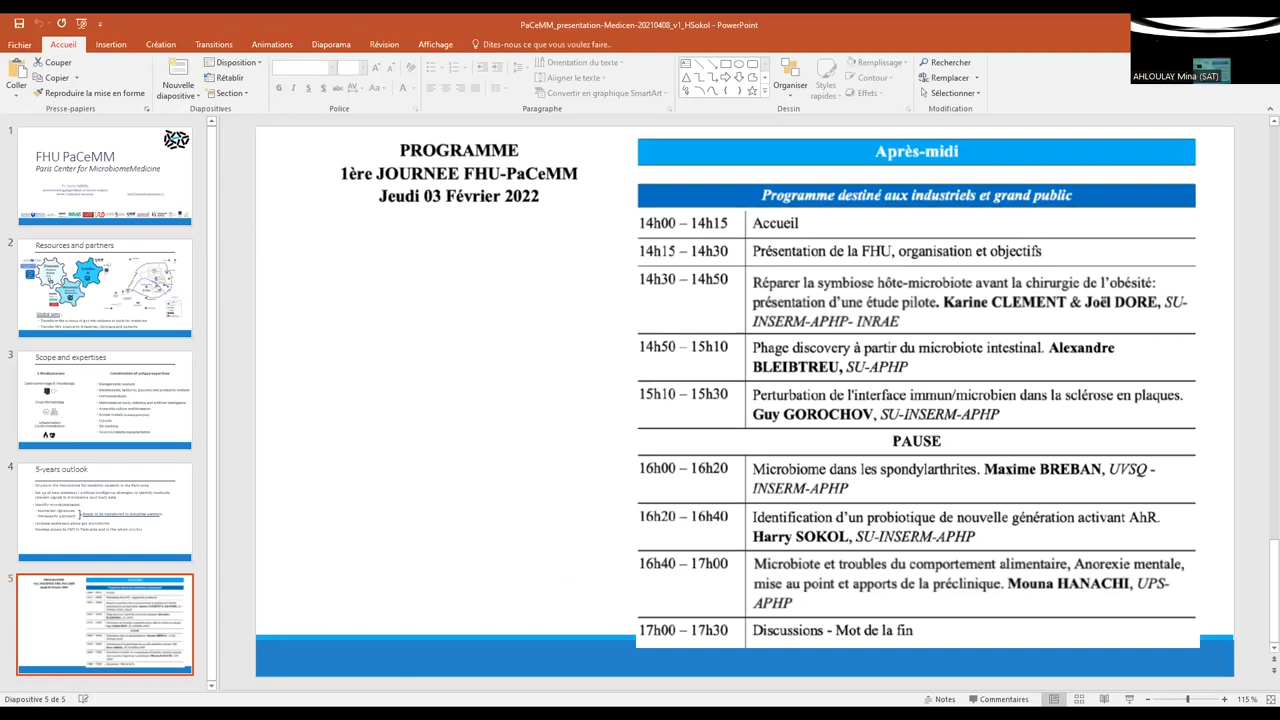 PaCeMM_presentation-Medicen-20210408_v1_HSokol - PowerPoint
Fichier Accueil Insertion Création Transitions Animations Diaporama Révision Affichage Dites-nous ce que vous voulez faire..
AHLOULAY Mina (SAT)
Coller
Couper
Copier
Reproduire la mise en forme
Presse-papiers
Nouvelle diapositive
Disposition
Rétablir
Section
Diapositives
G I S S abc AV Aa A
Police
Orientation du texte
Aligner le texte
Convertir en graphique SmartArt
Paragraphe
Organiser
Styles rapides
Remplissage
Contour
Effets
Dessin
Rechercher
Remplacer
Sélectionner
Modification
1
FHU PaCeMM
Paris Center for MicrobiomeMedicine
2
Resources and partners
Global aims :
3
Scope and expertises
4
5-years outlook
5
PROGRAMME
1ère JOURNEE FHU-PaCeMM
Jeudi 03 Février 2022
Après-midi
Programme destiné aux industriels et grand public
14h00 – 14h15 Accueil
14h15 – 14h30 Présentation de la FHU, organisation et objectifs
14h30 – 14h50 Réparer la symbiose hôte-microbiote avant la chirurgie de l’obésité:
présentation d’une étude pilote. Karine CLEMENT & Joël DORE, SU-
INSERM-APHP- INRAE
14h50 – 15h10 Phage discovery à partir du microbiote intestinal. Alexandre
BLEIBTREU, SU-APHP
15h10 – 15h30 Perturbation de l'interface immun/microbien dans la sclérose en plaques.
Guy GOROCHOV, SU-INSERM-APHP
PAUSE
16h00 – 16h20 Microbiome dans les spondylarthrites. Maxime BREBAN, UVSQ -
INSERM-APHP
16h20 – 16h40 Identification d’un probiotique de nouvelle génération activant AhR.
Harry SOKOL, SU-INSERM-APHP
16h40 – 17h00 Microbiote et troubles du comportement alimentaire, Anorexie mentale,
mise au point et apports de la préclinique. Mouna HANACHI, UPS-
APHP
17h00 – 17h30 Discussions - Mot de la fin
Diapositive 5 de 5
Notes
Commentaires
115 %